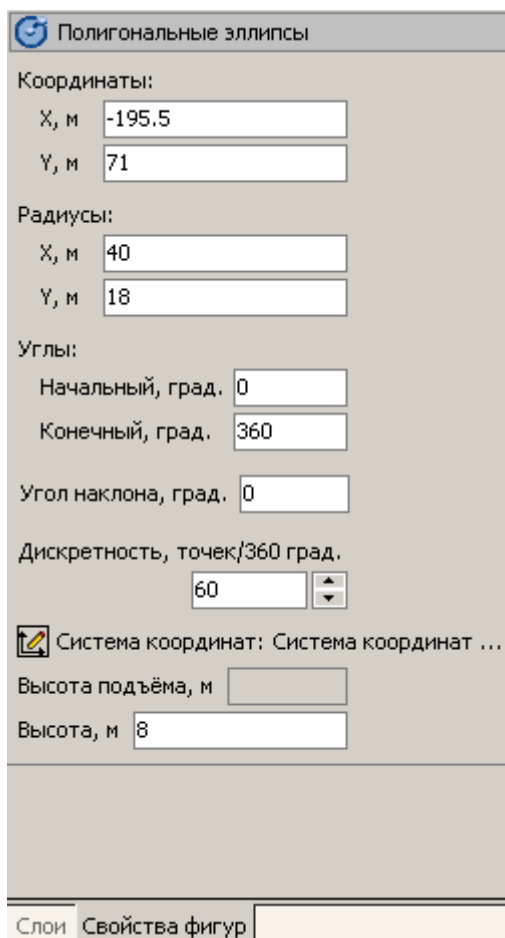 Полигональные эллипсы
Координаты:
X, м -195.5
Y, м 71
Радиусы:
X, м 40
Y, м 18
Углы:
Начальный, град. 0
Конечный, град. 360
Угол наклона, град. 0
Дискретность, точек/360 град.
60
Система координат: Система координат ...
Высота подъёма, м
Высота, м 8
Слои Свойства фигур